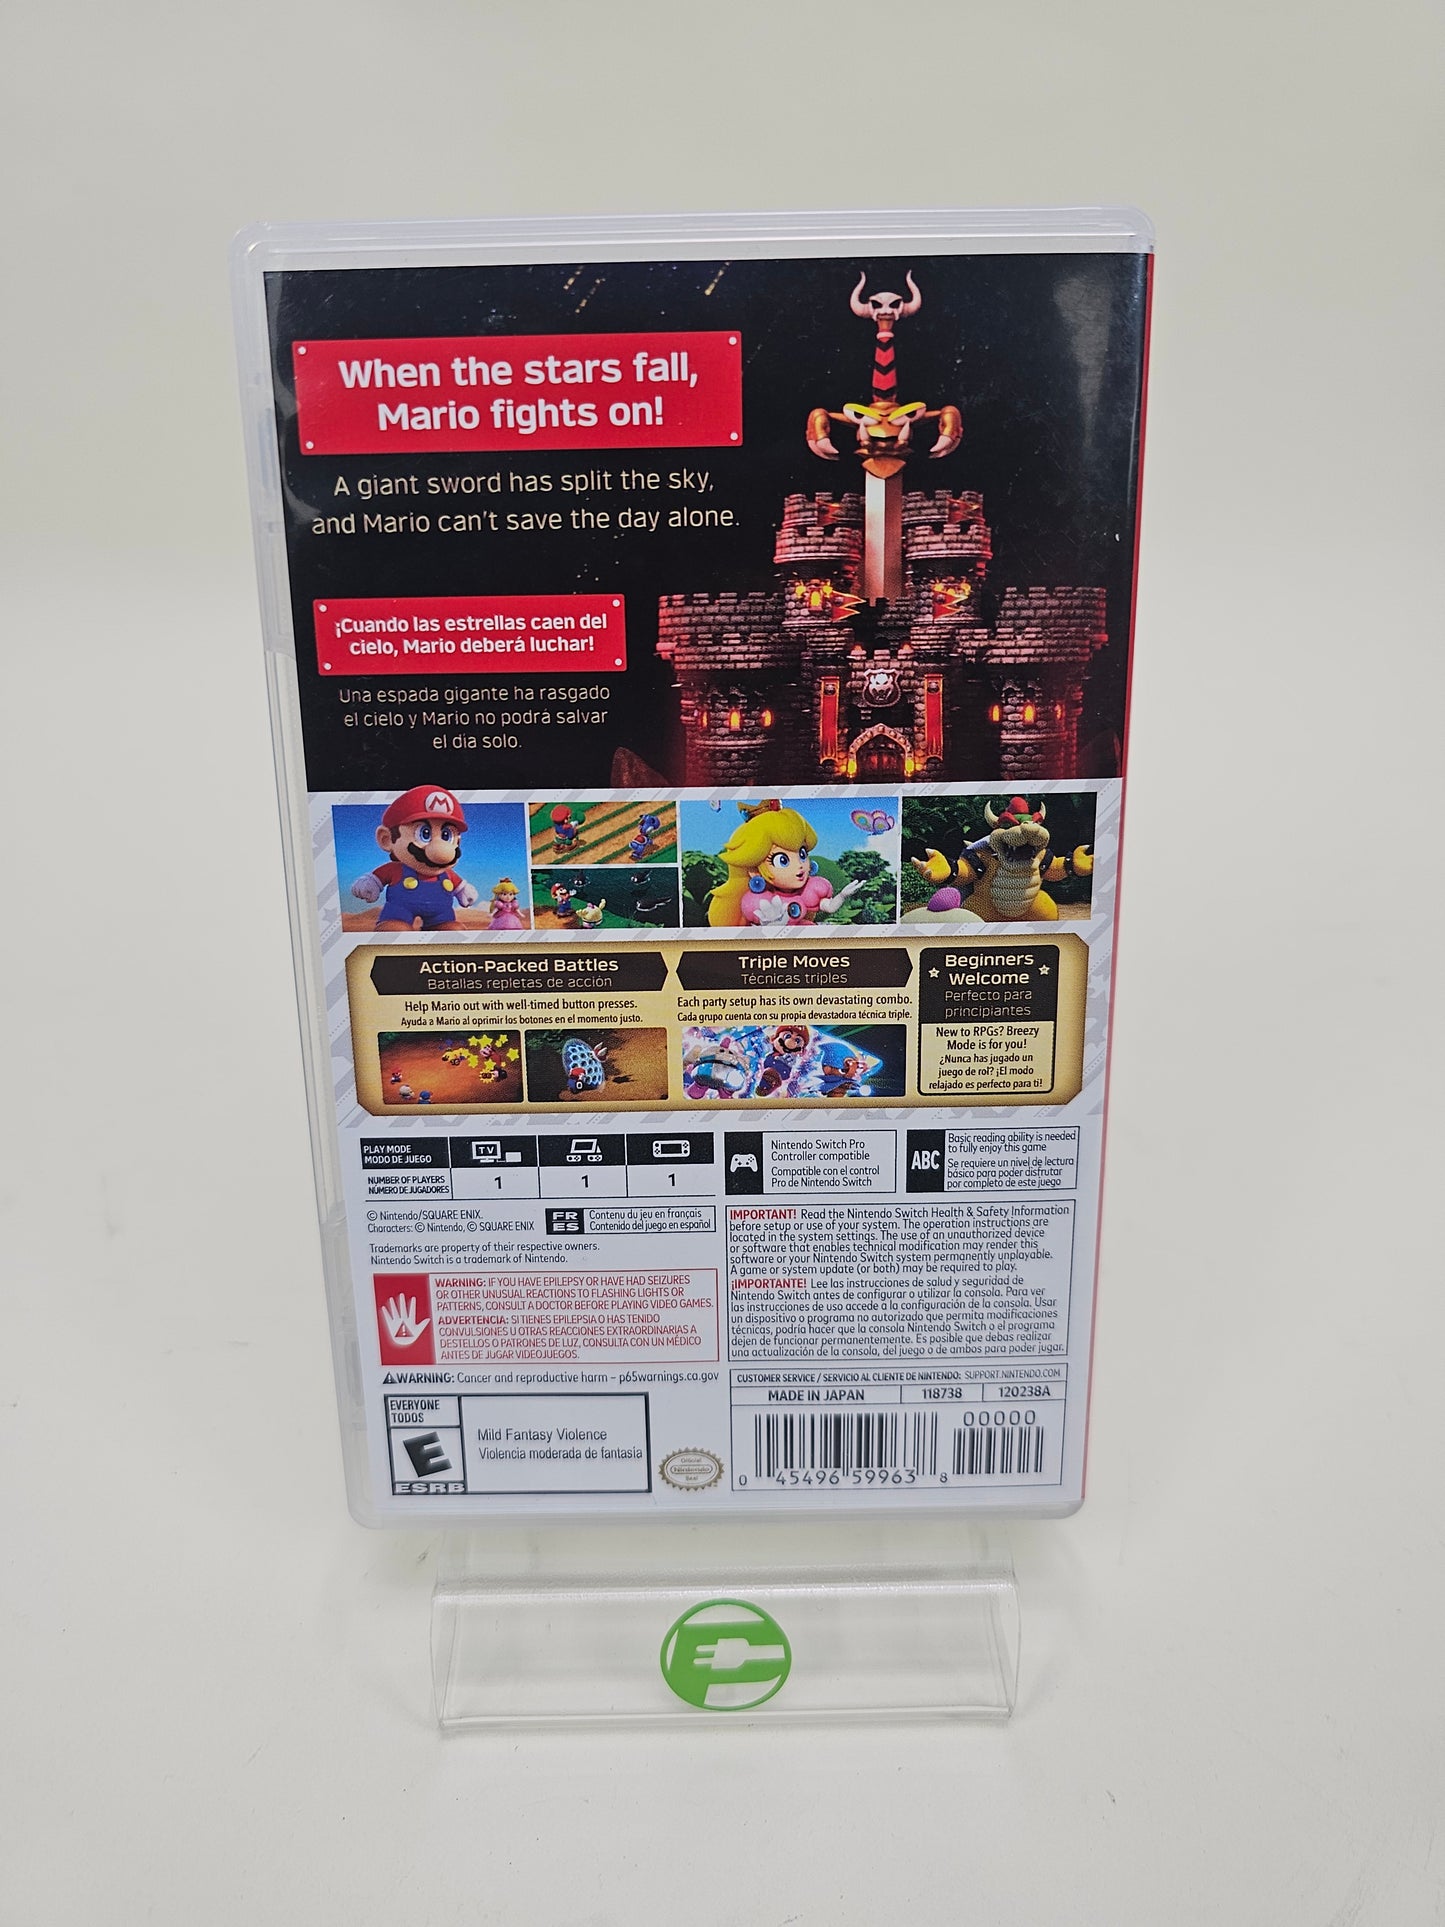 When the stars fall,
Mario fights on!
A giant sword has split the sky,
and Mario can't save the day alone.
¡Cuando las estrellas caen del
cielo, Mario deberá luchar!
Una espada gigante ha rasgado
el cielo y Mario no podrá salvar
el día solo.
M
Action-Packed Battles
Batallas repletas de acción
Help Mario out with well-timed button presses.
Ayuda a Mario al oprimir los botones en el momento justo.
Triple Moves
Técnicas triples
Each party setup has its own devastating combo.
Cada grupo cuenta con su propia devastadora técnica triple.
Beginners
Welcome
Perfecto para
principiantes
New to RPGs? Breezy
Mode is for you!
¿Nunca has jugado un
juego de rol? ¡El modo
relajado es perfecto para ti!
PLAY MODE
MODO DE JUEGO
TV
NUMBER OF PLAYERS
NÚMERO DE JUGADORES
1
1
1
Nintendo Switch Pro
Controller compatible
Compatible con el control
Pro de Nintendo Switch
ABC
Basic reading ability is needed
to fully enjoy this game
Se requiere un nivel de lectura
básico para poder disfrutar
por completo de este juego
© Nintendo/SQUARE ENIX.
Characters: © Nintendo, © SQUARE ENIX
FR
ES
Contenu du jeu en français
Contenido del juego en español
Trademarks are property of their respective owners.
Nintendo Switch is a trademark of Nintendo.
WARNING: IF YOU HAVE EPILEPSY OR HAVE HAD SEIZURES
OR OTHER UNUSUAL REACTIONS TO FLASHING LIGHTS OR
PATTERNS, CONSULT A DOCTOR BEFORE PLAYING VIDEO GAMES.
ADVERTENCIA: SI TIENES EPILEPSIA O HAS TENIDO
CONVULSIONES U OTRAS REACCIONES EXTRAORDINARIAS A
DESTELLOS O PATRONES DE LUZ, CONSULTA CON UN MÉDICO
ANTES DE JUGAR VIDEOJUEGOS.
IMPORTANT! Read the Nintendo Switch Health & Safety Information
before setup or use of your system. The operation instructions are
located in the system settings. The use of an unauthorized device
or software that enables technical modification may render this
software or your Nintendo Switch system permanently unplayable.
A game or system update (or both) may be required to play.
¡IMPORTANTE! Lee las instrucciones de salud y seguridad de
Nintendo Switch antes de configurar o utilizar la consola. Para ver
las instrucciones de uso accede a la configuración de la consola. Usar
un dispositivo o programa no autorizado que permita modificaciones
técnicas, podría hacer que la consola Nintendo Switch o el programa
dejen de funcionar permanentemente. Es posible que debas realizar
una actualización de la consola, del juego o de ambos para poder jugar.
WARNING: Cancer and reproductive harm – p65warnings.ca.gov
CUSTOMER SERVICE / SERVICIO AL CLIENTE DE NINTENDO: SUPPORT.NINTENDO.COM
MADE IN JAPAN
118738
120238A
EVERYONE
TODOS
E
ESRB
Mild Fantasy Violence
Violencia moderada de fantasía
Official
Nintendo
Seal
00000
0 45496 59963 8